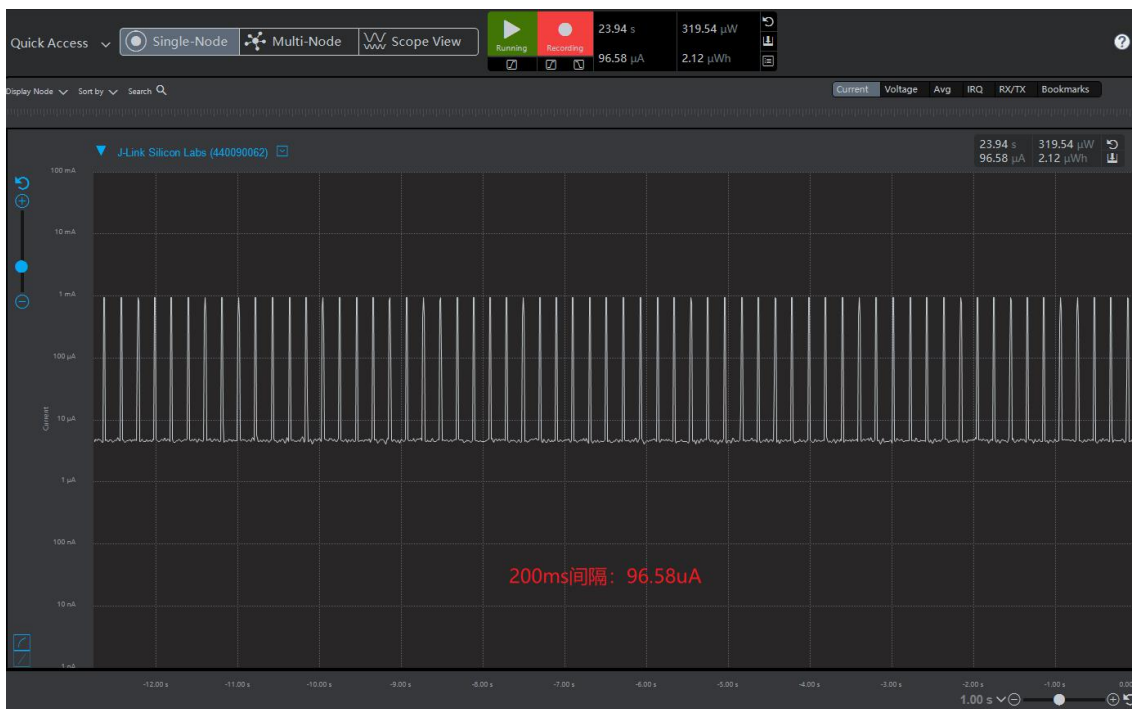 Quick Access
Single-Node
Multi-Node
Scope View
Running
Recording
23.94 s 319.54 µW
96.58 µA 2.12 µWh
Display Node Sort by Search
Current Voltage Avg IRQ RX/TX Bookmarks
J-Link Silicon Labs (440090062)
23.94 s 319.54 µW
96.58 µA 2.12 µWh
100 mA
10 mA
1 mA
100 µA
10 µA
Current
1 µA
100 nA
200ms间隔：96.58uA
10 nA
1 nA
-12.00 s -11.00 s -10.00 s -9.00 s -8.00 s -7.00 s -6.00 s -5.00 s -4.00 s -3.00 s -2.00 s -1.00 s 0.00
1.00 s